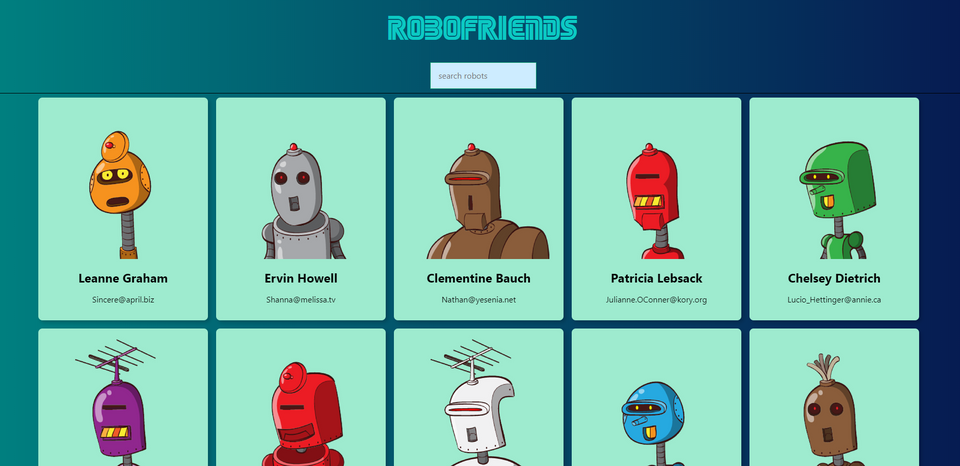 ROBOFRIENDS
search robots
Leanne Graham
Sincere@april.biz
Ervin Howell
Shanna@melissa.tv
Clementine Bauch
Nathan@yesenia.net
Patricia Lebsack
Julianne.OConner@kory.org
Chelsey Dietrich
Lucio_Hettinger@annie.ca